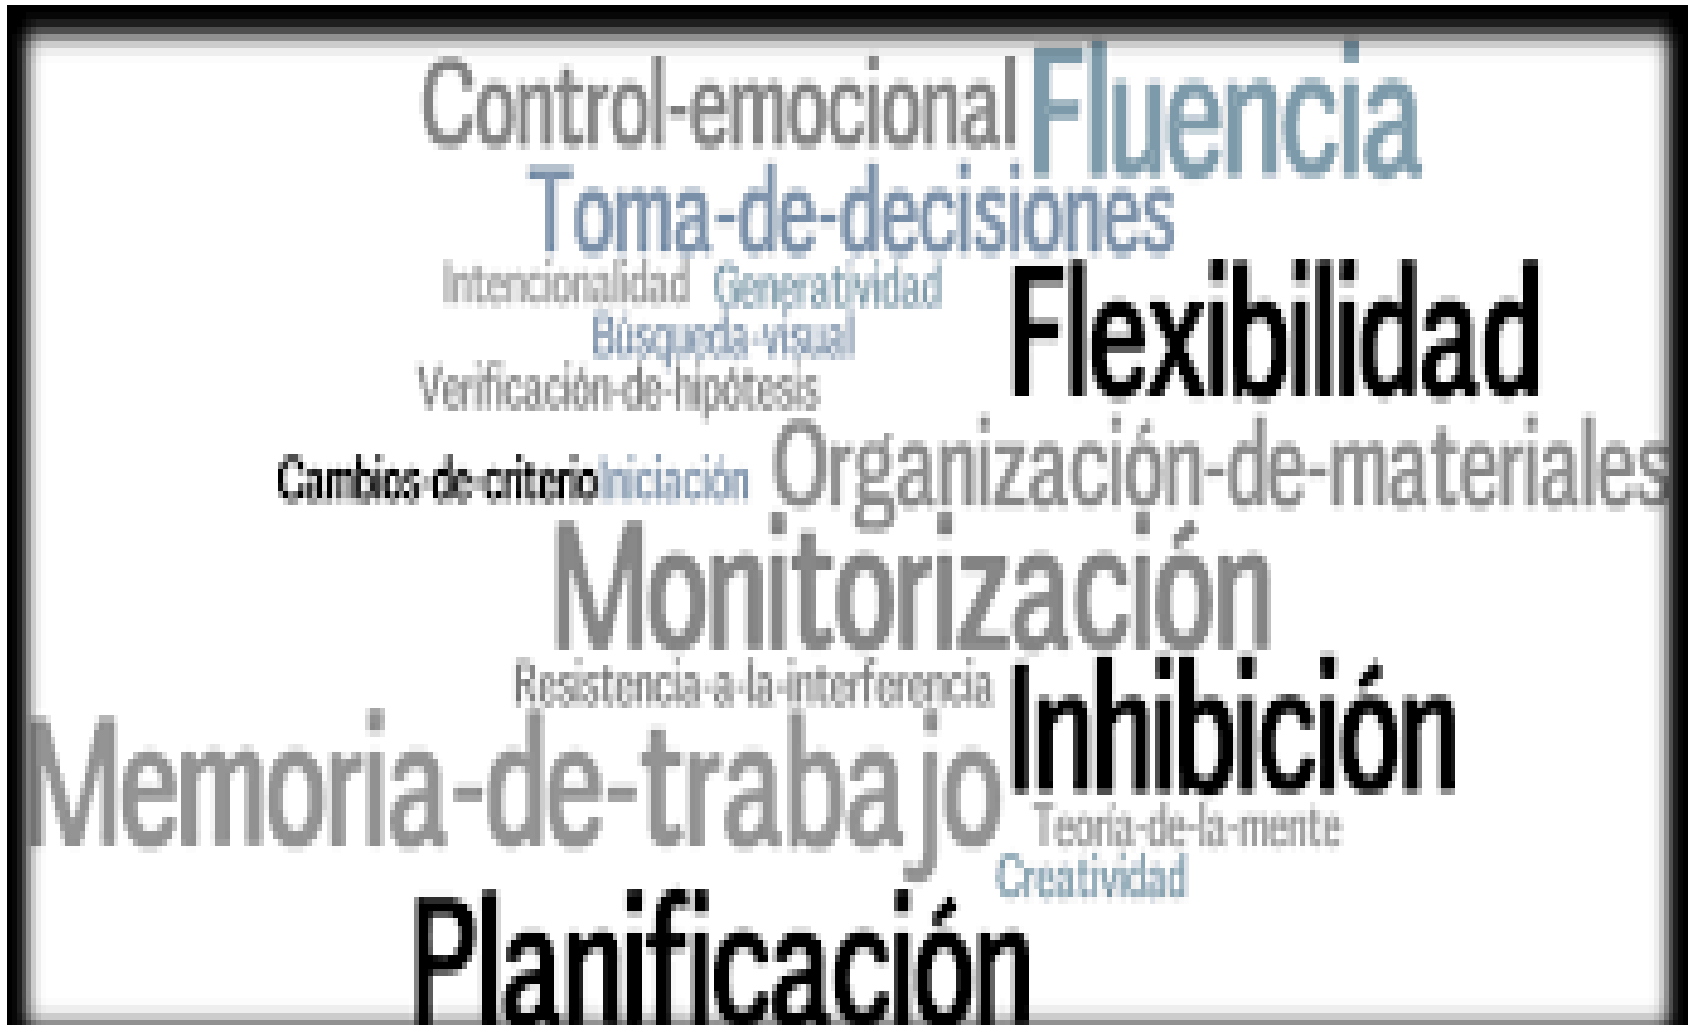 Control-emocional Fluencia
Toma-de-decisiones
Intencionalidad Generatividad
Flexibilidad
Búsqueda-visual
Verificación-de-hipótesis
Organización-de-materiales
Cambios-de-criterio Iniciación
Monitorización
Resistencia-a-la-interferencia
Inhibición
Memoria-de-trabajo
Teoría-de-la-mente
Creatividad
Planificación